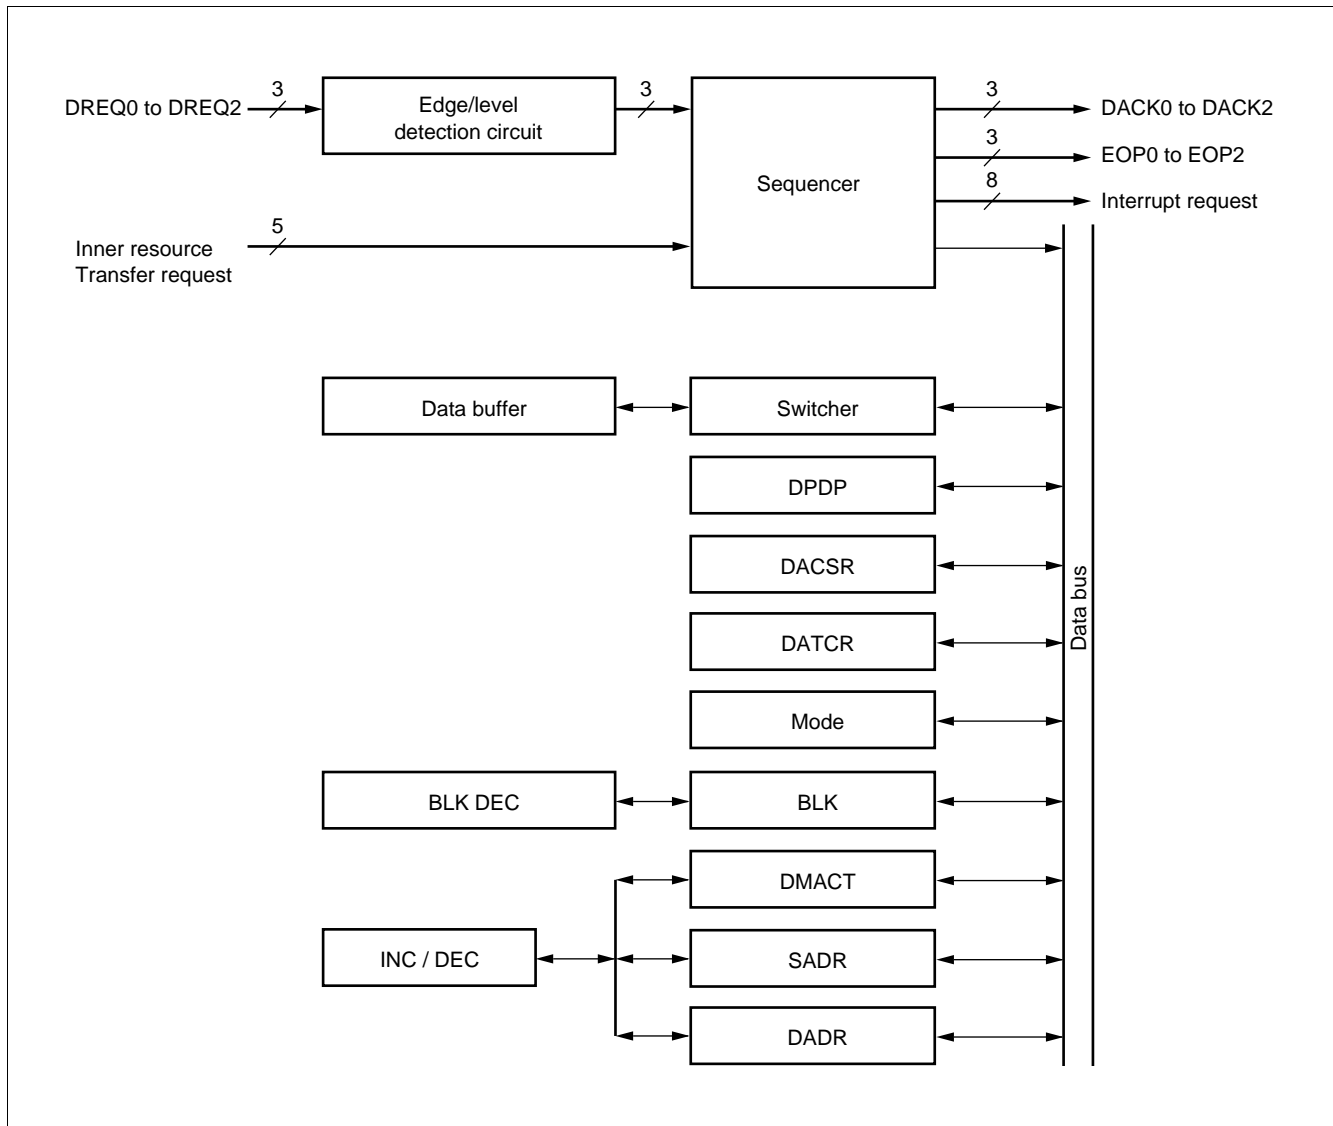 DREQ0 to DREQ2
3
Edge/level
detection circuit
3
Sequencer
3
DACK0 to DACK2
3
EOP0 to EOP2
8
Interrupt request
5
Inner resource
Transfer request
Data buffer
Switcher
DPDP
DACSR
DATCR
Mode
BLK DEC
BLK
DMACT
INC / DEC
SADR
DADR
Data bus